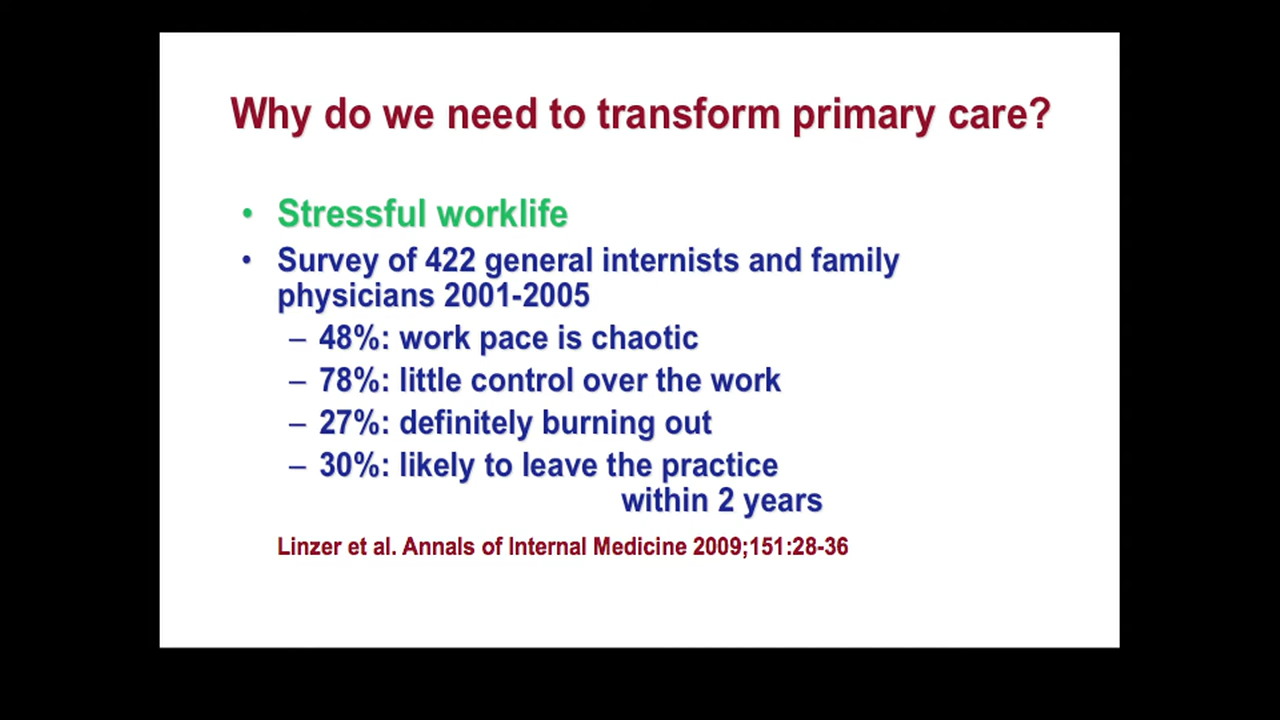 Why do we need to transform primary care?
• Stressful worklife
• Survey of 422 general internists and family
physicians 2001-2005
– 48%: work pace is chaotic
– 78%: little control over the work
– 27%: definitely burning out
– 30%: likely to leave the practice
within 2 years
Linzer et al. Annals of Internal Medicine 2009;151:28-36